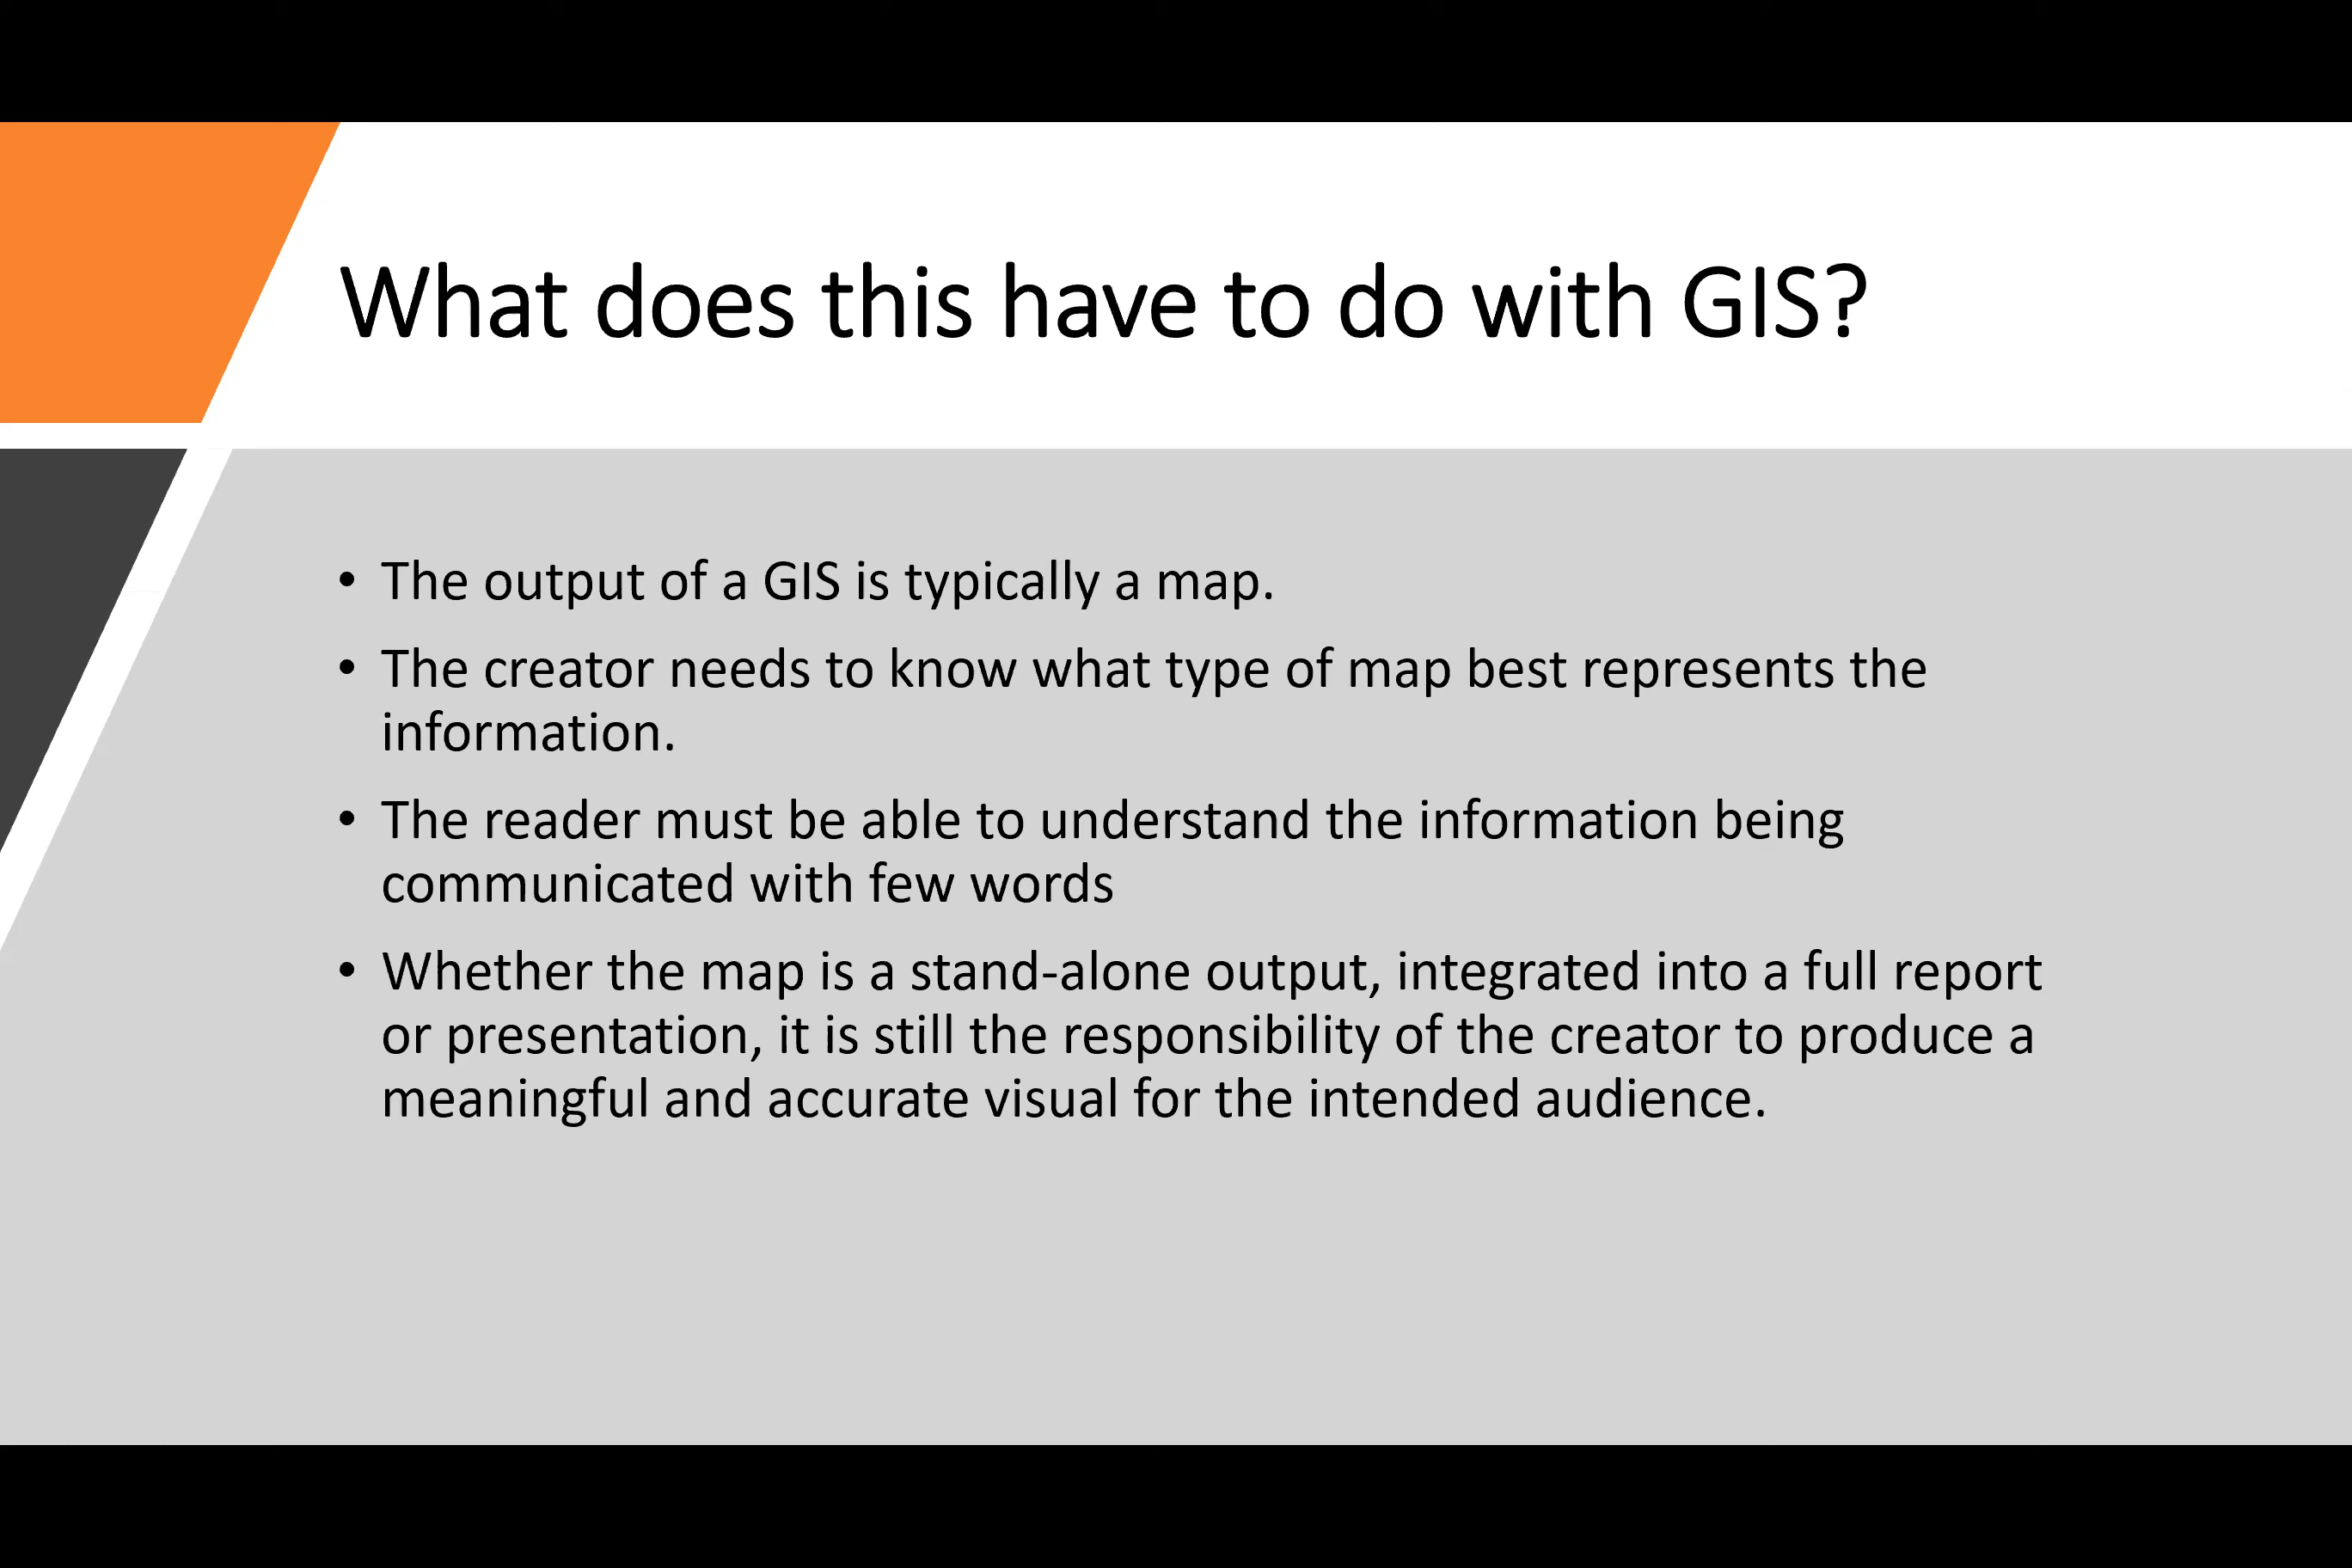 What does this have to do with GIS?
• The output of a GIS is typically a map.
• The creator needs to know what type of map best represents the
information.
• The reader must be able to understand the information being
communicated with few words
• Whether the map is a stand-alone output, integrated into a full report
or presentation, it is still the responsibility of the creator to produce a
meaningful and accurate visual for the intended audience.